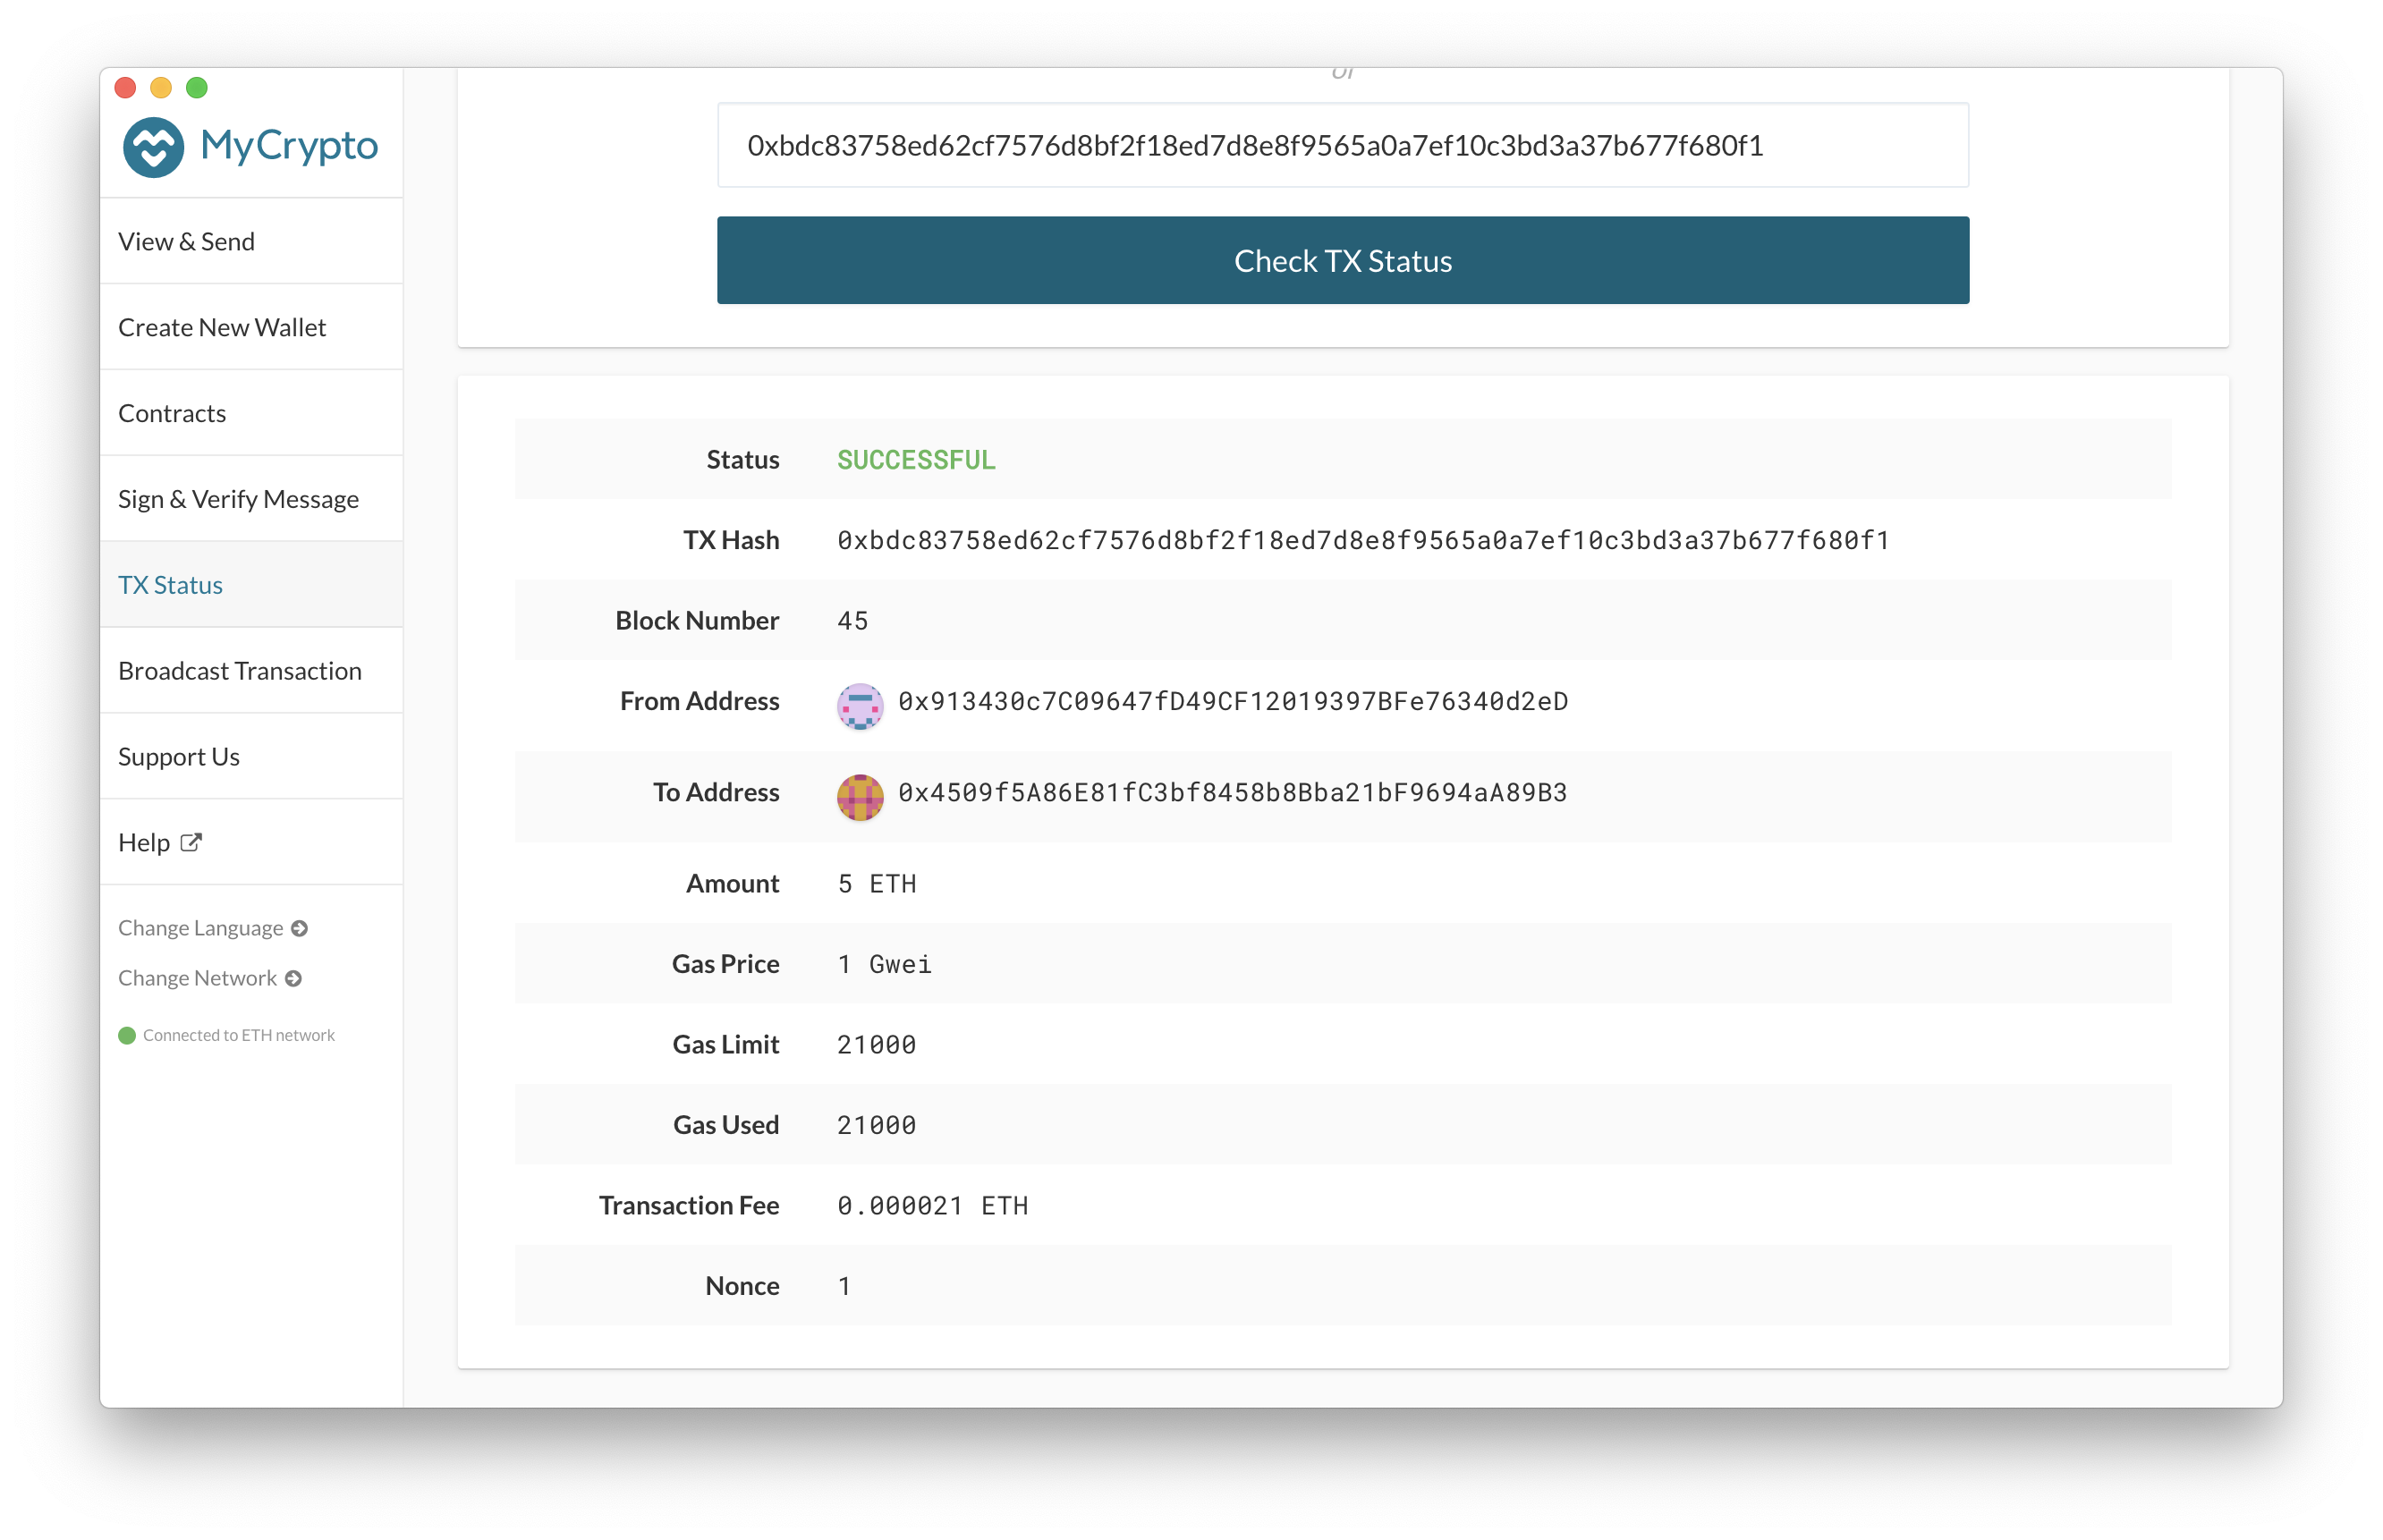 or
MyCrypto
0xbdc83758ed62cf7576d8bf2f18ed7d8e8f9565a0a7ef10c3bd3a37b677f680f1
Check TX Status
View & Send
Create New Wallet
Contracts
Sign & Verify Message
TX Status
Broadcast Transaction
Support Us
Help
Change Language
Change Network
Connected to ETH network
Status SUCCESSFUL
TX Hash 0xbdc83758ed62cf7576d8bf2f18ed7d8e8f9565a0a7ef10c3bd3a37b677f680f1
Block Number 45
From Address 0x913430c7C09647fD49CF12019397BFe76340d2eD
To Address 0x4509f5A86E81fC3bf8458b8Bba21bF9694aA89B3
Amount 5 ETH
Gas Price 1 Gwei
Gas Limit 21000
Gas Used 21000
Transaction Fee 0.000021 ETH
Nonce 1